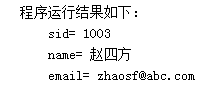 程序运行结果如下:
sid= 1003
name= 赵四方
email= zhaosf@abc.com